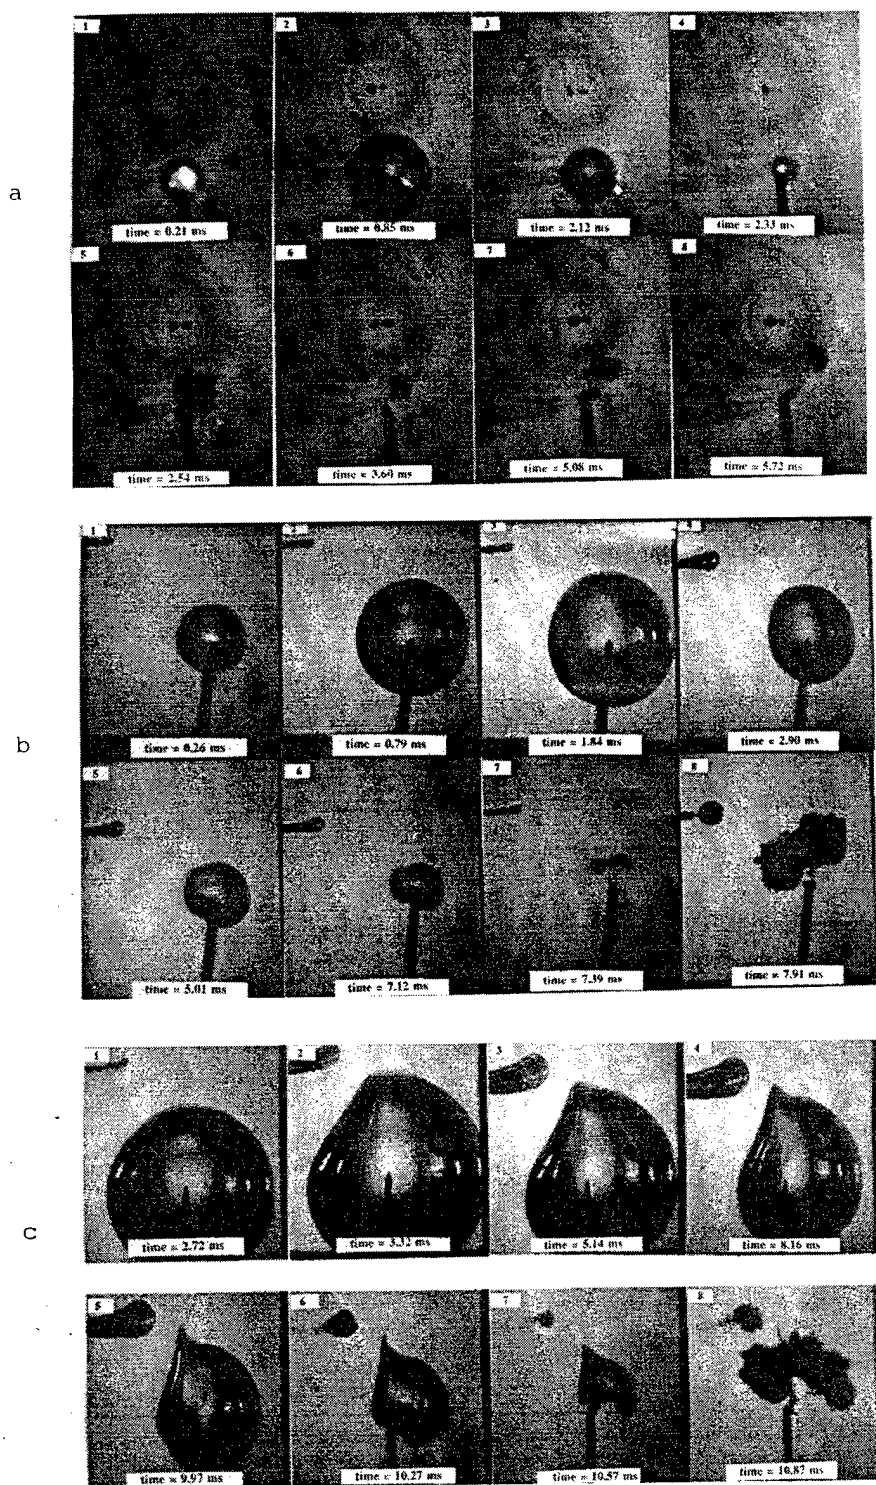 1 2 3 4
a
time = 0.21 ms time = 0.85 ms time = 2.12 ms time = 2.33 ms
5 6 7 8
time = 2.54 ms time = 3.60 ms time = 5.08 ms time = 5.72 ms
1 2 3 4
b
time = 0.26 ms time = 0.79 ms time = 1.84 ms time = 2.90 ms
5 6 7 8
time = 5.01 ms time = 7.12 ms time = 7.39 ms time = 7.91 ms
1 2 3 4
c
time = 2.72 ms time = 3.32 ms time = 5.14 ms time = 8.16 ms
5 6 7 8
time = 9.97 ms time = 10.27 ms time = 10.57 ms time = 10.87 ms